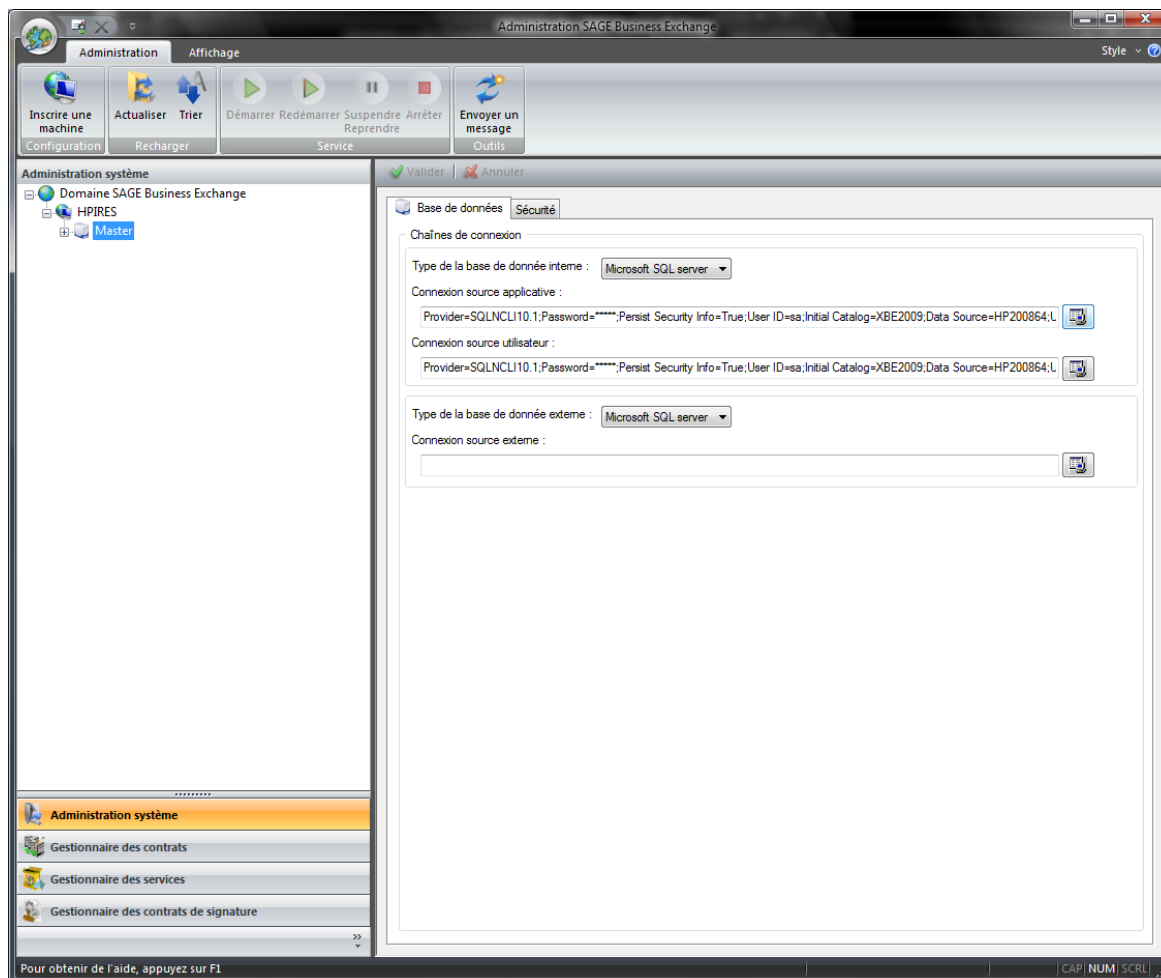 Administration SAGE Business Exchange
Administration Affichage Style
Inscrire une machine Actualiser Trier Démarrer Redémarrer Suspendre Reprendre Arrêter Envoyer un message
Configuration Recharger Service Outils
Administration système
Domaine SAGE Business Exchange
HPIRES
Master
Valider Annuler
Base de données Sécurité
Chaînes de connexion
Type de la base de donnée interne : Microsoft SQL server
Connexion source applicative :
Provider=SQLNCLI10.1;Password=*****;Persist Security Info=True;User ID=sa;Initial Catalog=XBE2009;Data Source=HP200864;U
Connexion source utilisateur :
Provider=SQLNCLI10.1;Password=*****;Persist Security Info=True;User ID=sa;Initial Catalog=XBE2009;Data Source=HP200864;U
Type de la base de donnée externe : Microsoft SQL server
Connexion source externe :
Administration système
Gestionnaire des contrats
Gestionnaire des services
Gestionnaire des contrats de signature
Pour obtenir de l'aide, appuyez sur F1 CAP NUM SCRL